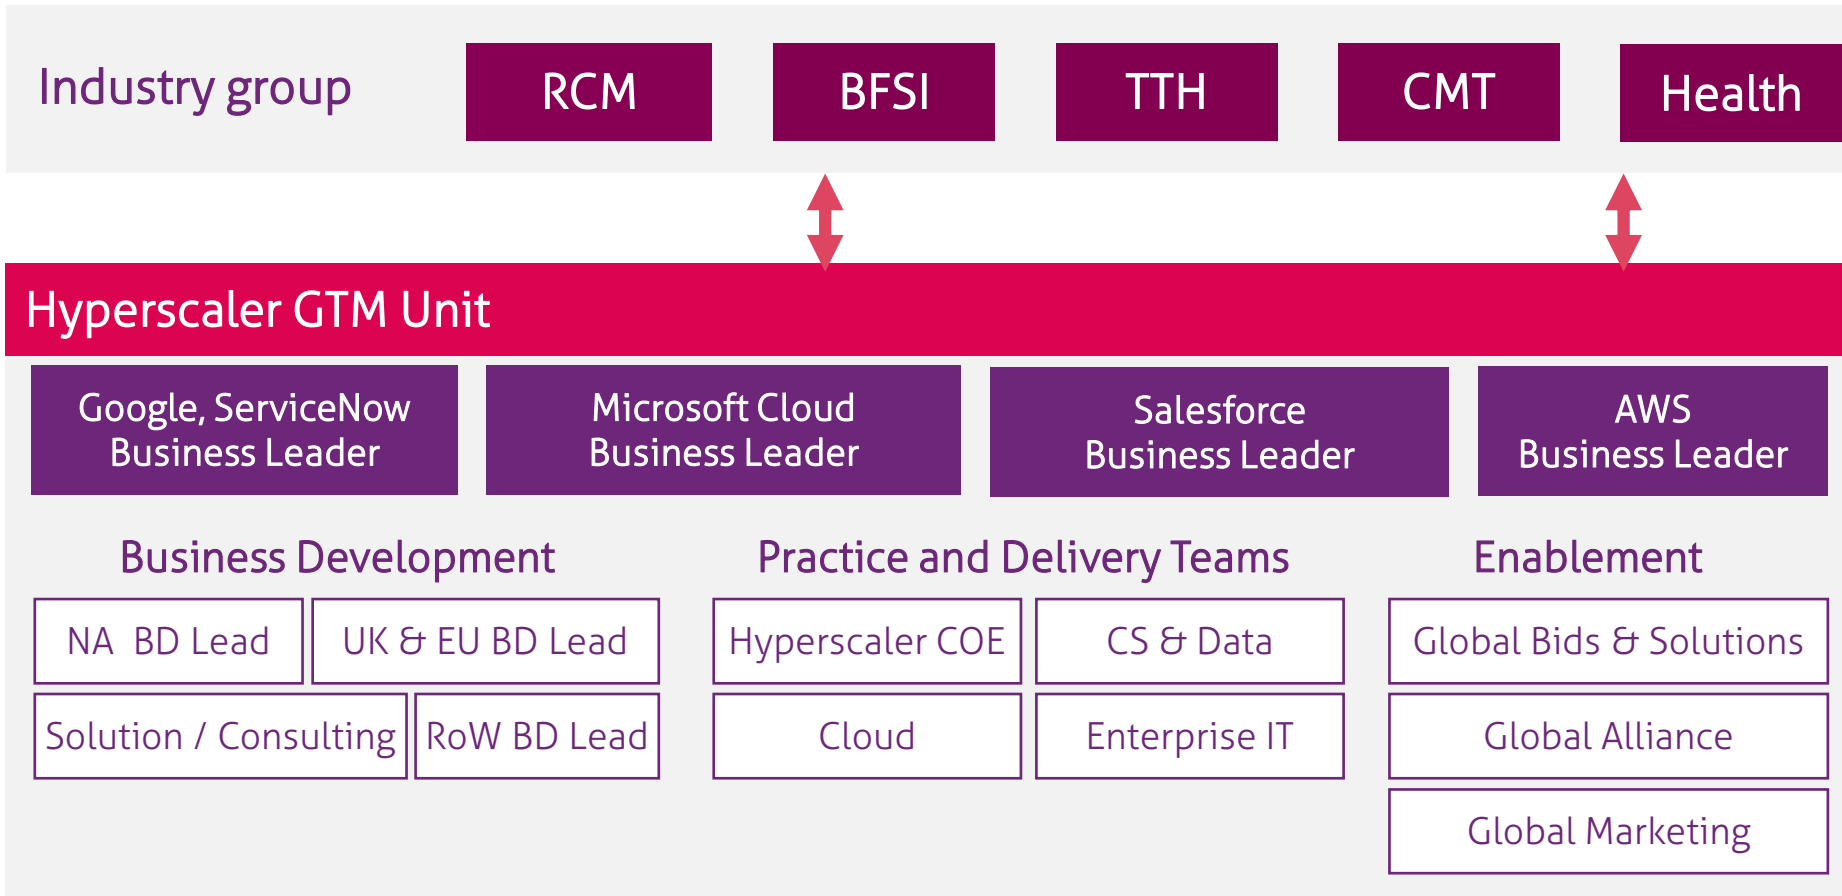 Industry group
RCM
BFSI
TTH
CMT
Health
Hyperscaler GTM Unit
Google, ServiceNow
Business Leader
Microsoft Cloud
Business Leader
Salesforce
Business Leader
AWS
Business Leader
Business Development
NA BD Lead
UK & EU BD Lead
Solution / Consulting
RoW BD Lead
Practice and Delivery Teams
Hyperscaler COE
CS & Data
Cloud
Enterprise IT
Enablement
Global Bids & Solutions
Global Alliance
Global Marketing